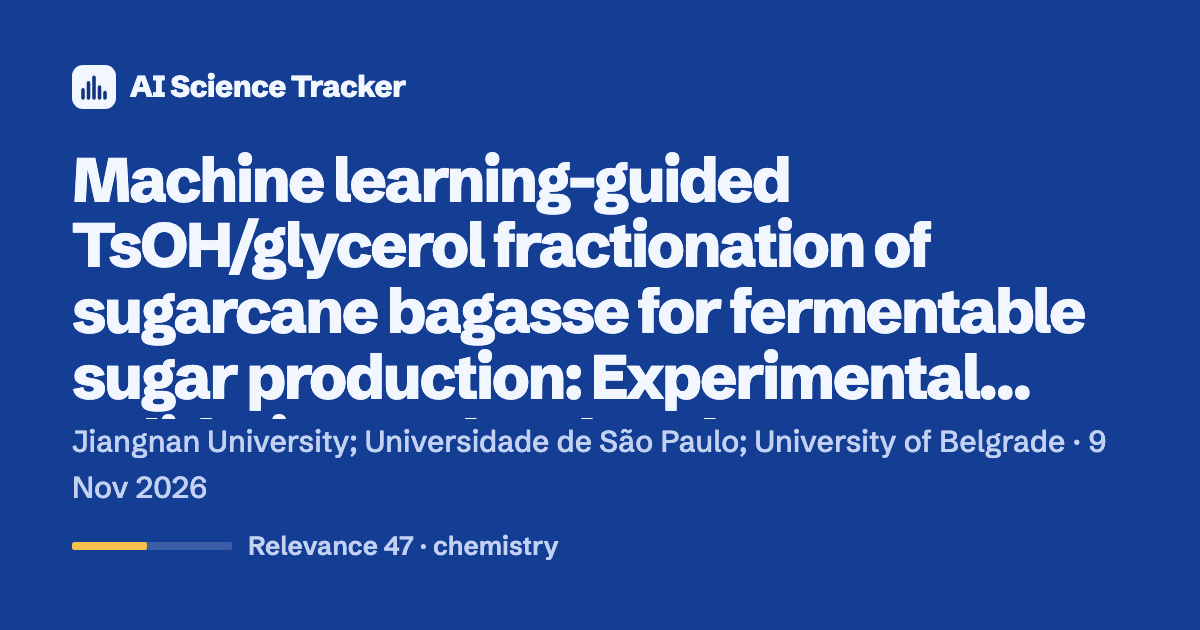 AI Science Tracker
Machine learning-guided
TsOH/glycerol fractionation of
sugarcane bagasse for fermentable
sugar production: Experimental...
Jiangnan University; Universidade de São Paulo; University of Belgrade · 9
Nov 2026
Relevance 47 · chemistry